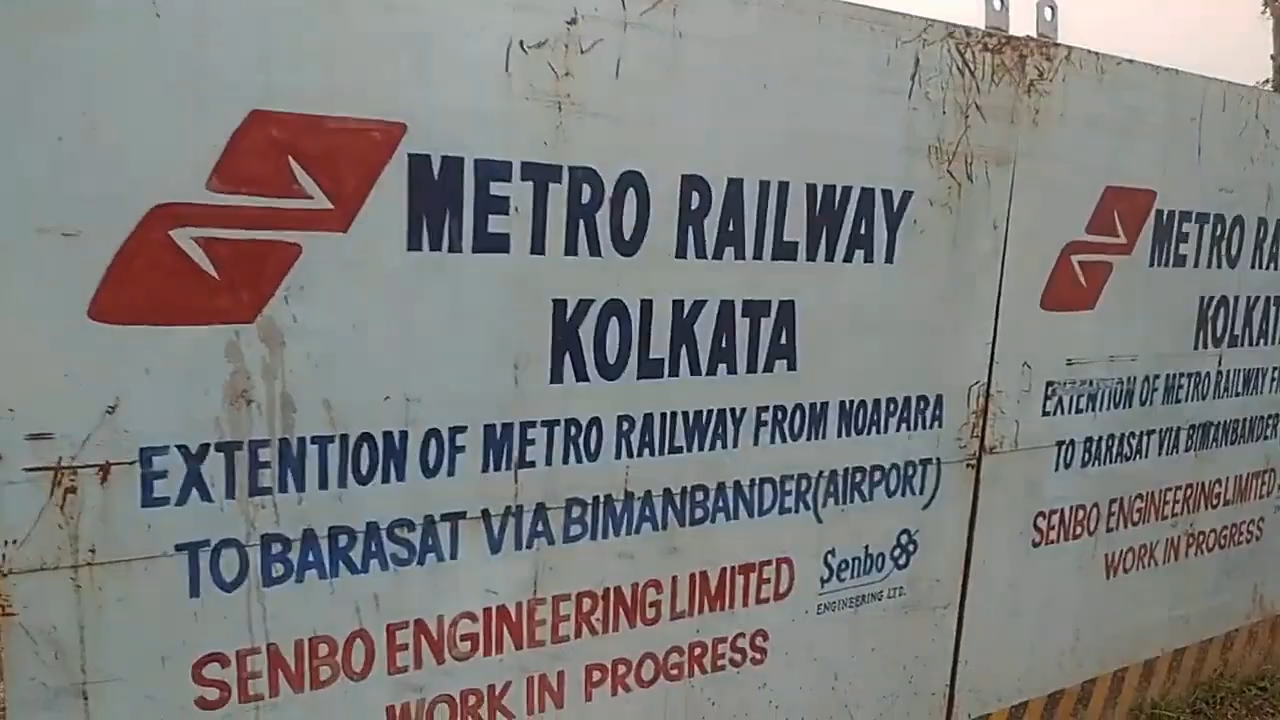 METRO RAILWAY
KOLKATA
EXTENTION OF METRO RAILWAY FROM NOAPARA
TO BARASAT VIA BIMANBANDER(AIRPORT)
SENBO ENGINEERING LIMITED
Senbo
ENGINEERING LTD.
WORK IN PROGRESS
METRO RA
KOLKAT
EXTENTION OF METRO RAILWAY F
TO BARASAT VIA BIMANBANDER
SENBO ENGINEERING LIMITED
WORK IN PROGRESS